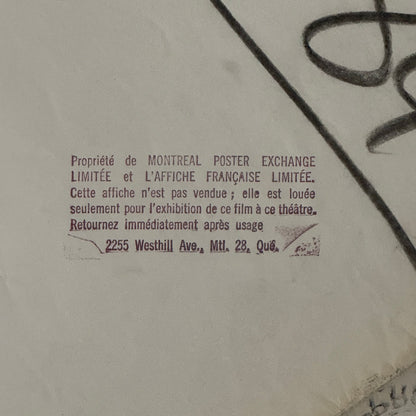 Propriété de MONTREAL POSTER EXCHANGE
LIMITÉE et L'AFFICHE FRANÇAISE LIMITÉE.
Cette affiche n'est pas vendue ; elle est louée
seulement pour l'exhibition de ce film à ce théâtre.
Retournez immédiatement après usage
2255 Westhill Ave., Mtl. 28, Qué.